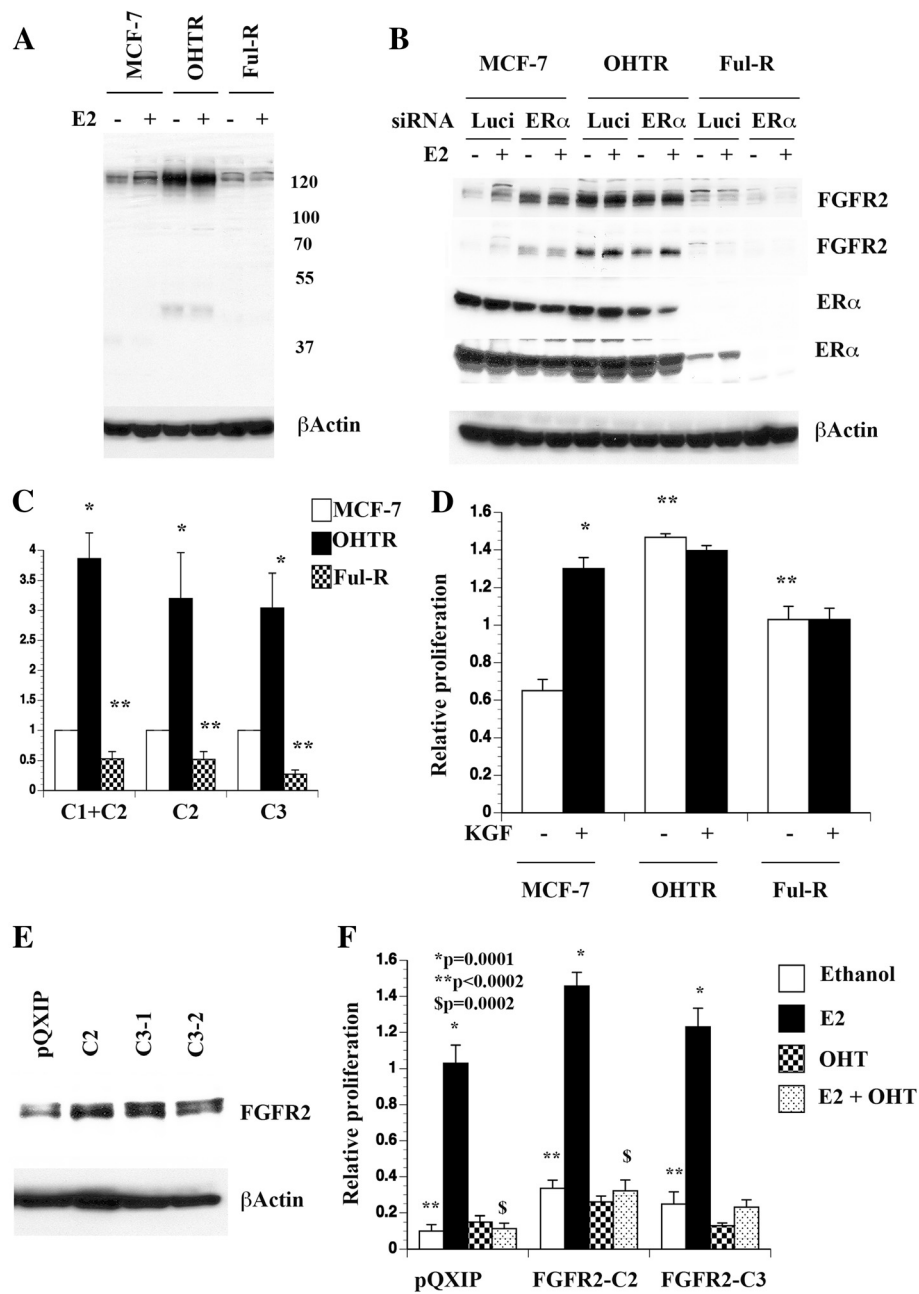 A
MCF-7 OHTR Ful-R
E2 - + - + - +
120
100
70
55
37
βActin
B
MCF-7 OHTR Ful-R
siRNA Luci ERα Luci ERα Luci ERα
E2 - + - + - + - + - + - +
FGFR2
FGFR2
ERα
ERα
βActin
C
MCF-7
OHTR
Ful-R
4
3.5
3
2.5
2
1.5
1
0.5
0
* * *
** ** **
C1+C2 C2 C3
D
Relative proliferation
1.6
1.4
1.2
1
0.8
0.6
0.4
0.2
0
* ** **
KGF - + - + - +
MCF-7 OHTR Ful-R
E
pQXIP C2 C3-1 C3-2
FGFR2
βActin
F
Relative proliferation
1.6
1.4
1.2
1
0.8
0.6
0.4
0.2
0
*p=0.0001
**p<0.0002
$p=0.0002
* * *
** $ ** $ **
pQXIP FGFR2-C2 FGFR2-C3
Ethanol
E2
OHT
E2 + OHT